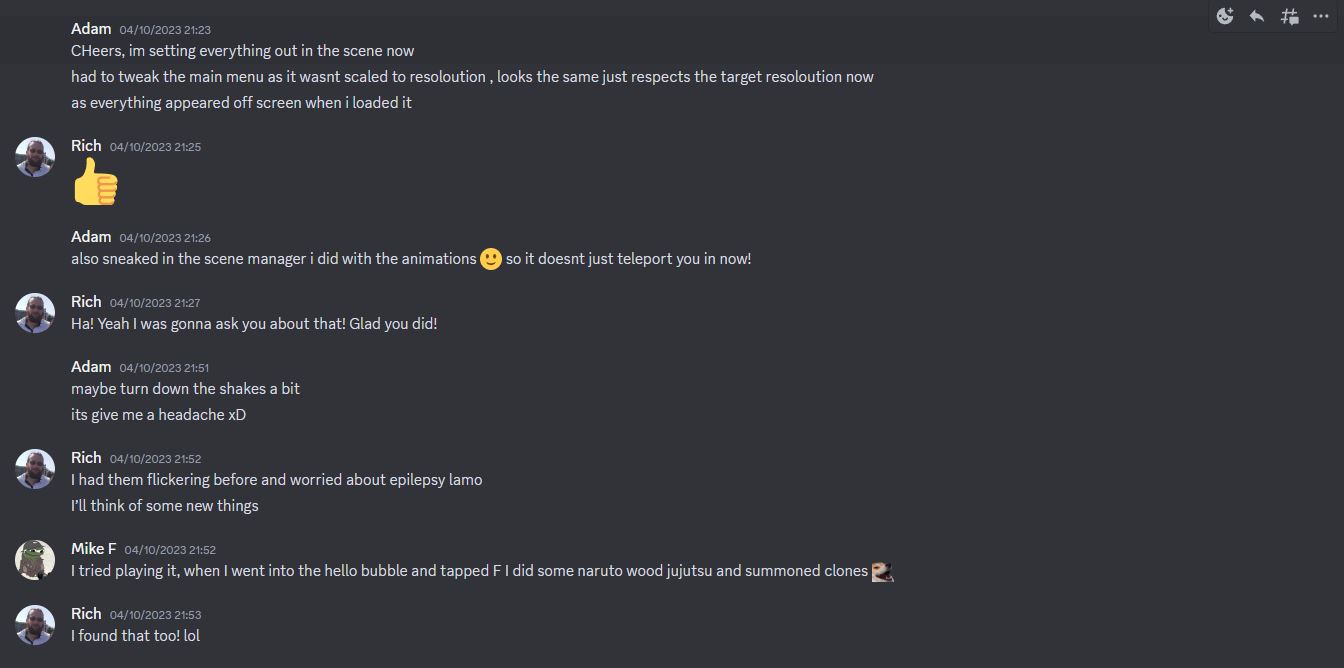 Adam 04/10/2023 21:23
CHeers, im setting everything out in the scene now
had to tweak the main menu as it wasnt scaled to resoloution , looks the same just respects the target resoloution now
as everything appeared off screen when i loaded it
Rich 04/10/2023 21:25
Adam 04/10/2023 21:26
also sneaked in the scene manager i did with the animations 🙂 so it doesnt just teleport you in now!
Rich 04/10/2023 21:27
Ha! Yeah I was gonna ask you about that! Glad you did!
Adam 04/10/2023 21:51
maybe turn down the shakes a bit
its give me a headache xD
Rich 04/10/2023 21:52
I had them flickering before and worried about epilepsy lamo
I'll think of some new things
Mike F 04/10/2023 21:52
I tried playing it, when I went into the hello bubble and tapped F I did some naruto wood jujutsu and summoned clones
Rich 04/10/2023 21:53
I found that too! lol